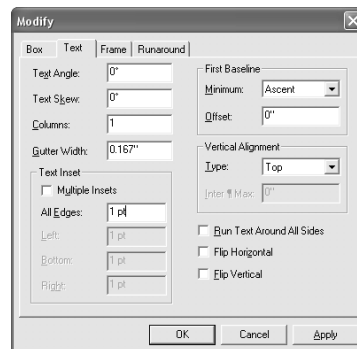 Modify
Box Text Frame Runaround
Text Angle: 0°
Text Skew: 0°
Columns: 1
Gutter Width: 0.167"
Text Inset
Multiple Insets
All Edges: 1 pt
Left: 1 pt
Bottom: 1 pt
Right: 1 pt
First Baseline
Minimum: Ascent
Offset: 0"
Vertical Alignment
Type: Top
Inter ¶ Max: 0"
Run Text Around All Sides
Flip Horizontal
Flip Vertical
OK Cancel Apply